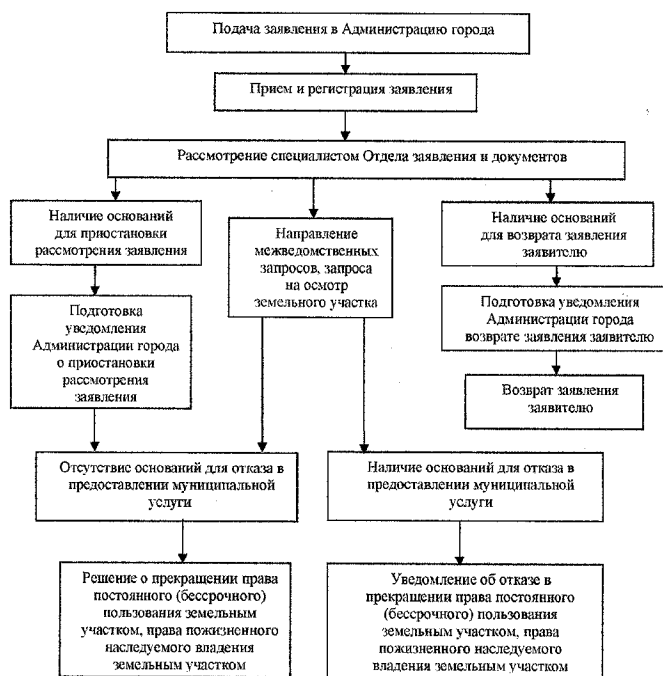 Подача заявления в Администрацию города
Прием и регистрация заявления
Рассмотрение специалистом Отдела заявления и документов
Наличие оснований
для приостановки
рассмотрения заявления
Направление
межведомственных
запросов, запроса
на осмотр
земельного участка
Наличие оснований
для возврата заявления
заявителю
Подготовка
уведомления
Администрации города
о приостановки
рассмотрения
заявления
Подготовка уведомления
Администрации города
возврате заявления заявителю
Возврат заявления
заявителю
Отсутствие оснований для отказа в
предоставлении муниципальной
услуги
Наличие оснований для отказа в
предоставлении муниципальной
услуги
Решение о прекращении права
постоянного (бессрочного)
пользования земельным
участком, права пожизненного
наследуемого владения
земельным участком
Уведомление об отказе в
прекращении права постоянного
(бессрочного) пользования
земельным участком, права
пожизненного наследуемого
владения земельным участком